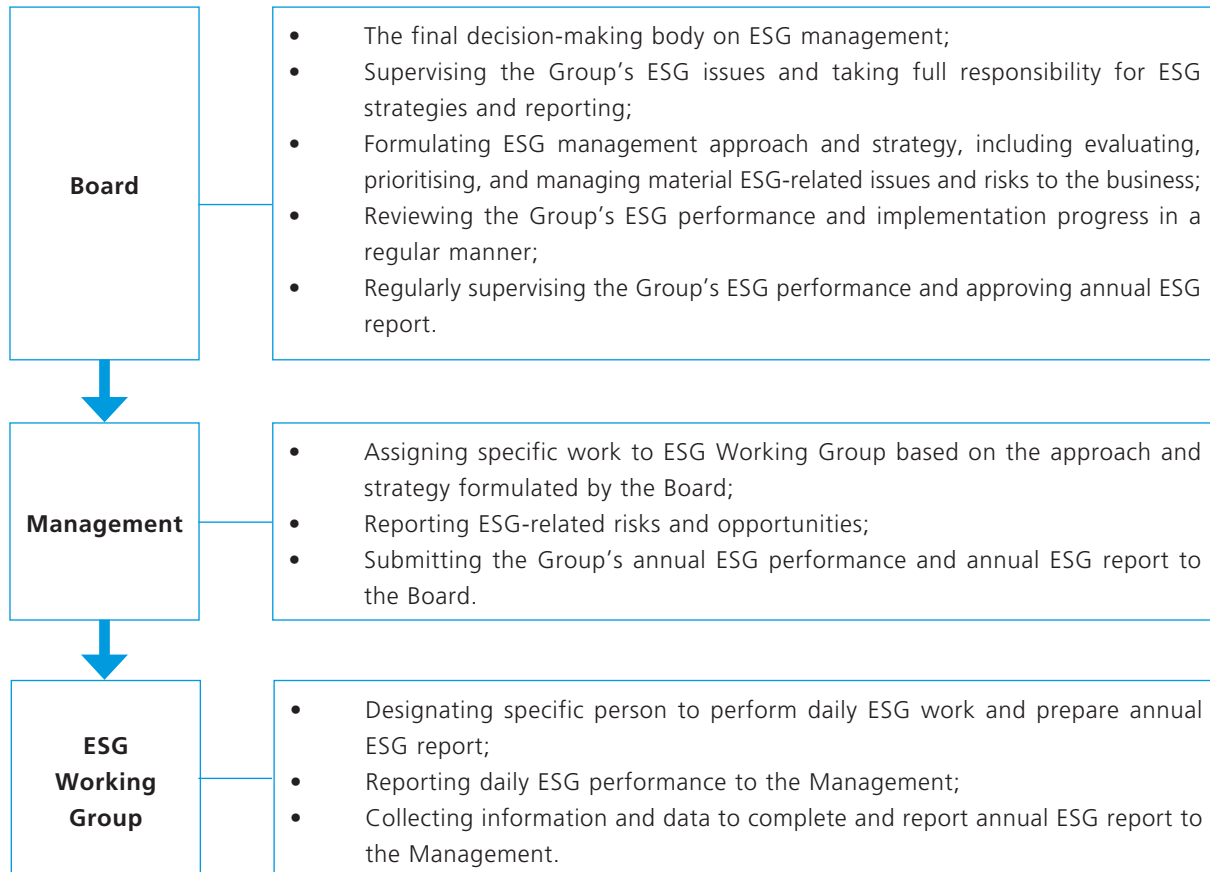 Board
• The final decision-making body on ESG management;
• Supervising the Group’s ESG issues and taking full responsibility for ESG
strategies and reporting;
• Formulating ESG management approach and strategy, including evaluating,
prioritising, and managing material ESG-related issues and risks to the business;
• Reviewing the Group’s ESG performance and implementation progress in a
regular manner;
• Regularly supervising the Group’s ESG performance and approving annual ESG
report.
Management
• Assigning specific work to ESG Working Group based on the approach and
strategy formulated by the Board;
• Reporting ESG-related risks and opportunities;
• Submitting the Group’s annual ESG performance and annual ESG report to
the Board.
ESG
Working
Group
• Designating specific person to perform daily ESG work and prepare annual
ESG report;
• Reporting daily ESG performance to the Management;
• Collecting information and data to complete and report annual ESG report to
the Management.